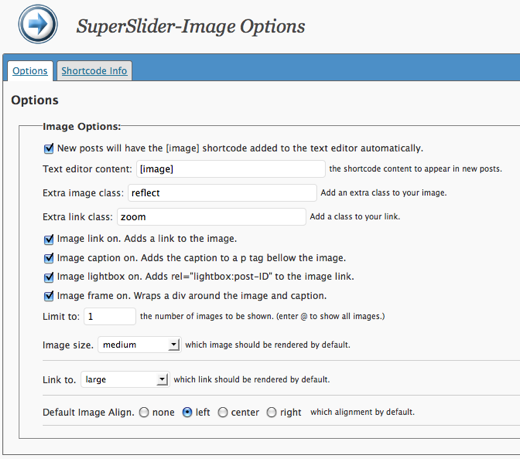 SuperSlider-Image Options
Options Shortcode Info
Options
Image Options:
New posts will have the [image] shortcode added to the text editor automatically.
Text editor content: [image] the shortcode content to appear in new posts.
Extra image class: reflect Add an extra class to your image.
Extra link class: zoom Add a class to your link.
Image link on. Adds a link to the image.
Image caption on. Adds the caption to a p tag bellow the image.
Image lightbox on. Adds rel="lightbox:post-ID" to the image link.
Image frame on. Wraps a div around the image and caption.
Limit to: 1 the number of images to be shown. (enter @ to show all images.)
Image size. medium which image should be rendered by default.
Link to. large which link should be rendered by default.
Default Image Align. none left center right which alignment by default.